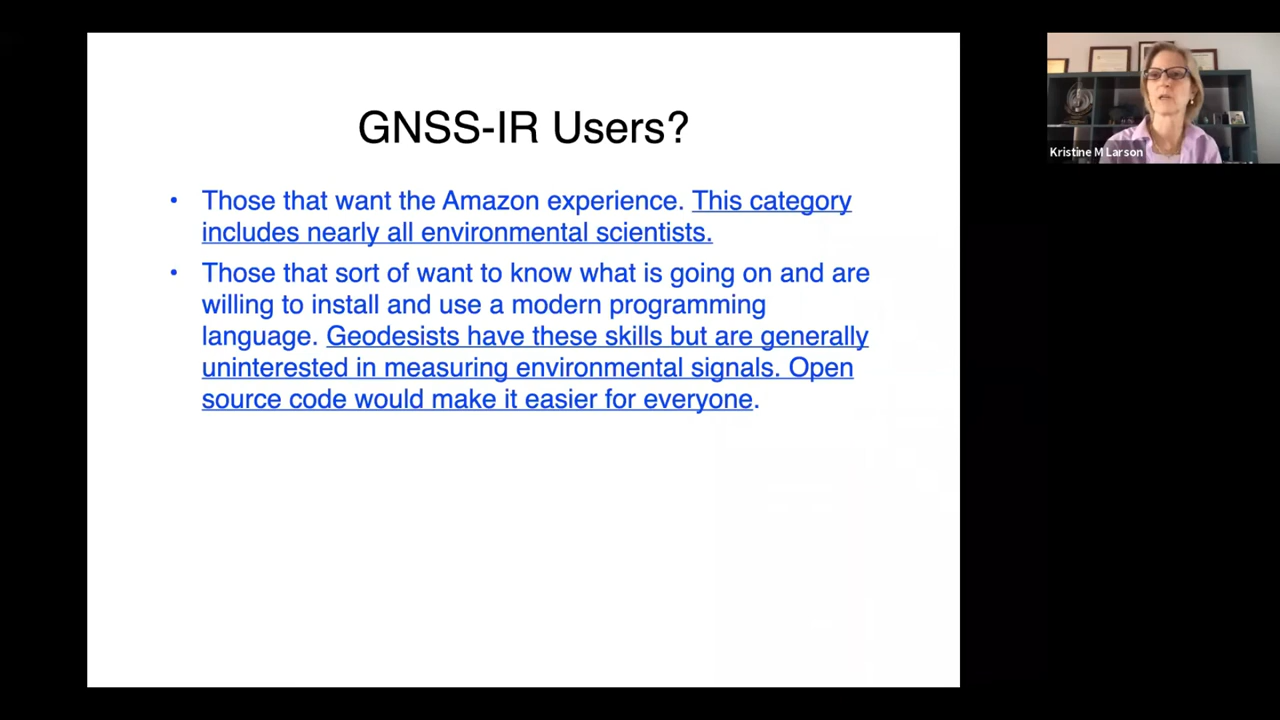 GNSS-IR Users?
• Those that want the Amazon experience. This category
includes nearly all environmental scientists.
• Those that sort of want to know what is going on and are
willing to install and use a modern programming
language. Geodesists have these skills but are generally
uninterested in measuring environmental signals. Open
source code would make it easier for everyone.
Kristine M Larson